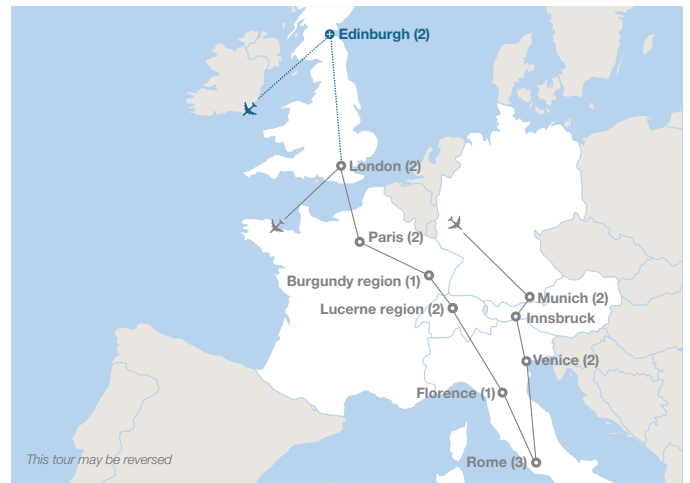 Edinburgh (2)
London (2)
Paris (2)
Burgundy region (1)
Lucerne region (2)
Munich (2)
Innsbruck
Venice (2)
Florence (1)
Rome (3)
This tour may be reversed